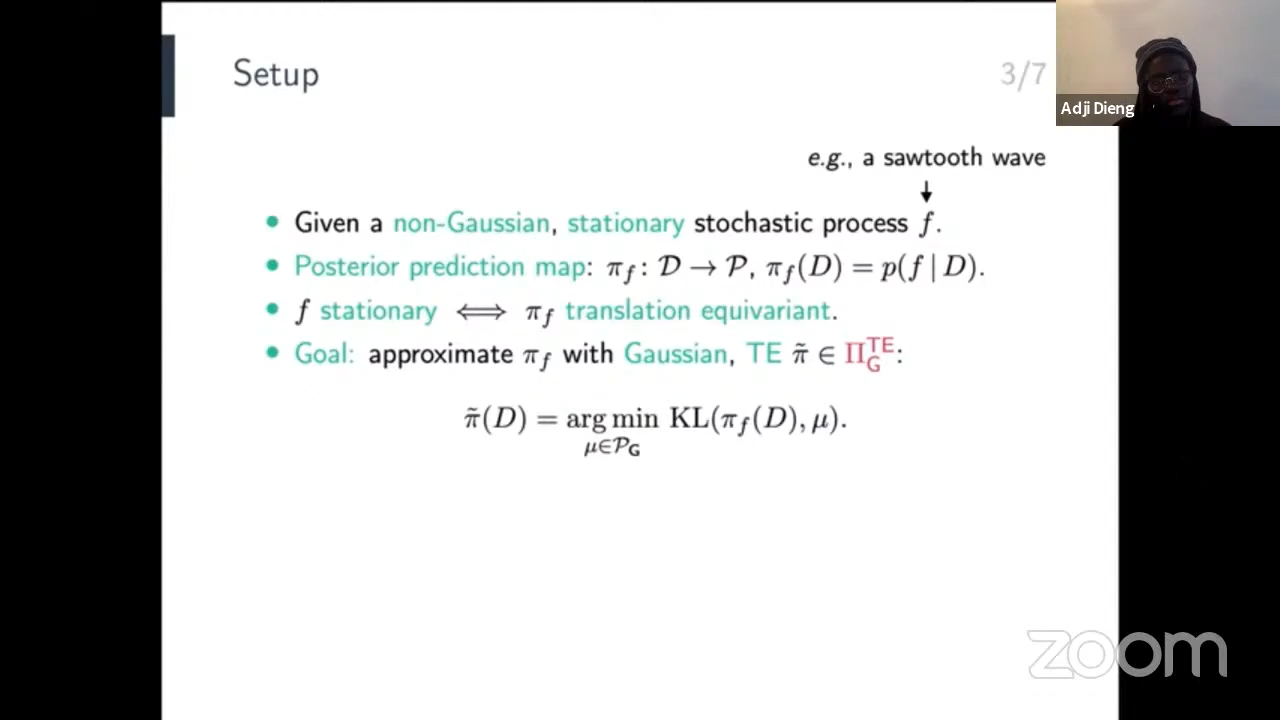 Setup
3/7
Adji Dieng
e.g., a sawtooth wave
↓
• Given a non-Gaussian, stationary stochastic process f.
• Posterior prediction map: π_f : 𝒟 → 𝒫, π_f(D) = p(f | D).
• f stationary ⟺ π_f translation equivariant.
• Goal: approximate π_f with Gaussian, TE π̃ ∈ Π_G^TE:
π̃(D) = arg min KL(π_f(D), μ).
μ∈𝒫_G
zoom